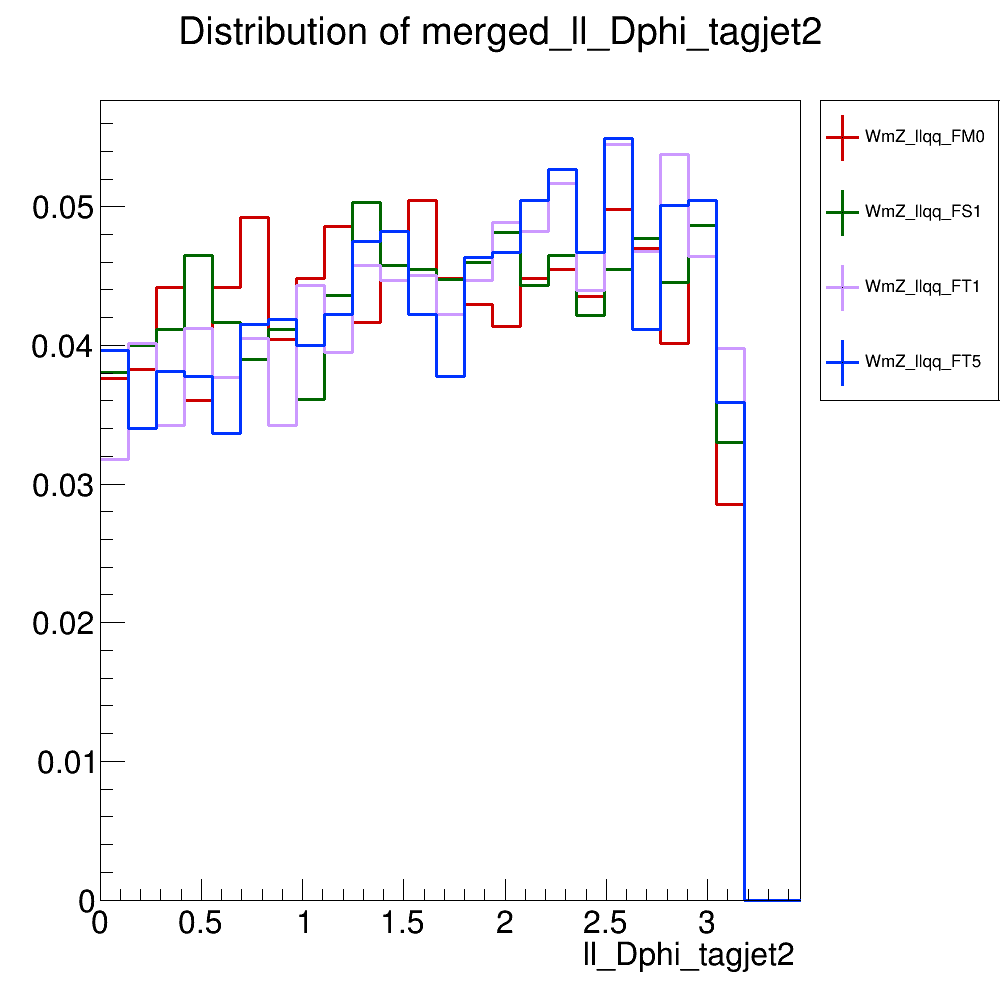 Distribution of merged_ll_Dphi_tagjet2
WmZ_llqq_FM0
WmZ_llqq_FS1
WmZ_llqq_FT1
WmZ_llqq_FT5
0.05
0.04
0.03
0.02
0.01
0
0 0.5 1 1.5 2 2.5 3
ll_Dphi_tagjet2